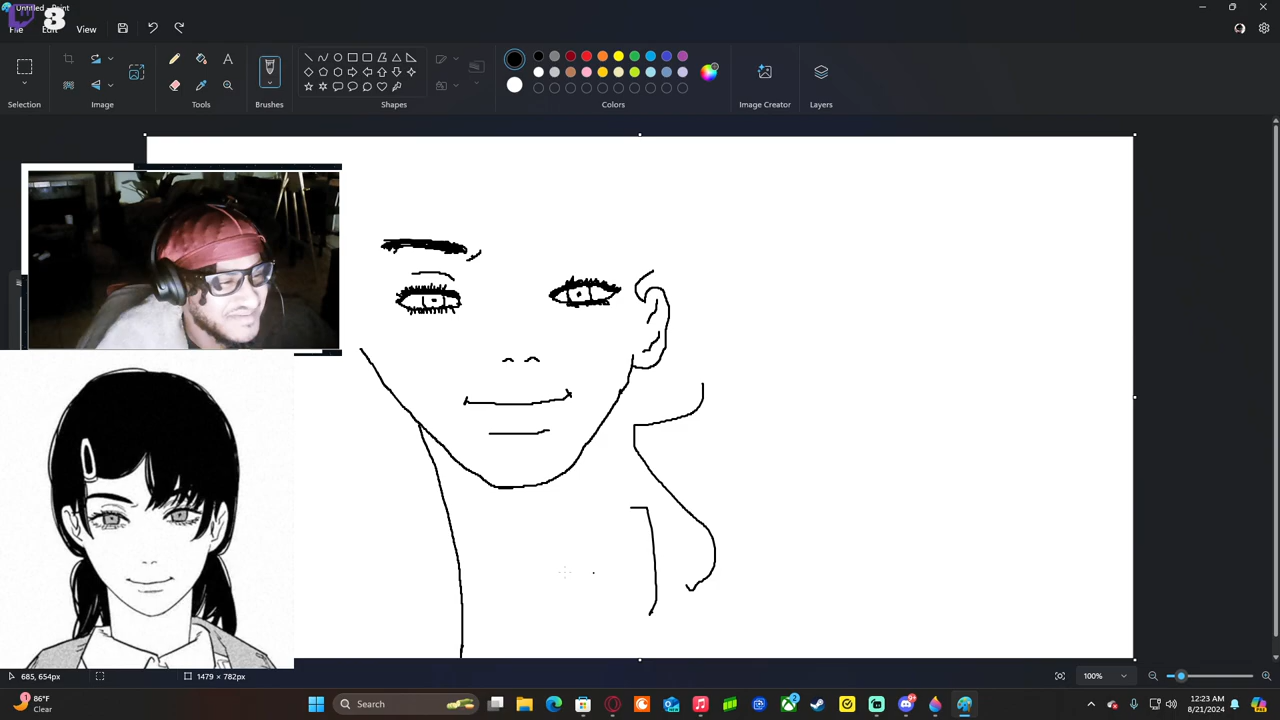 3
Untitled - Paint
File Edit View
Selection Image Tools Brushes Shapes Colors Image Creator Layers
685, 654px 1479 × 782px 100%
86°F
Clear
Search
12:23 AM
8/21/2024